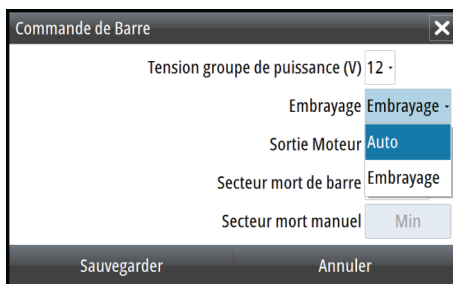 Commande de Barre
Tension groupe de puissance (V) 12
Embrayage Embrayage
Sortie Moteur Auto
Secteur mort de barre Embrayage
Secteur mort manuel Min
Sauvegarder Annuler